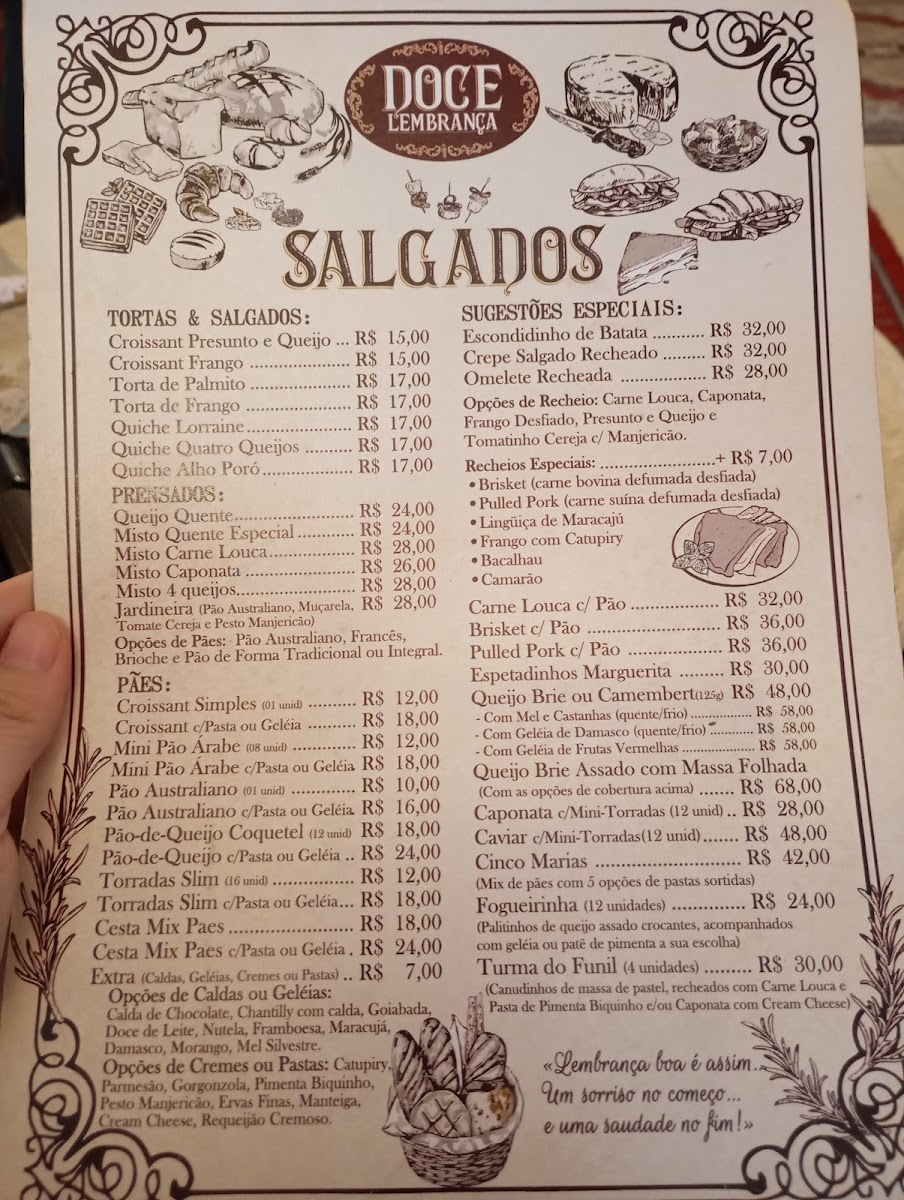 DOCE
LEMBRANÇA
SALGADOS
TORTAS & SALGADOS:
Croissant Presunto e Queijo ... R$ 15,00
Croissant Frango .................... R$ 15,00
Torta de Palmito ..................... R$ 17,00
Torta de Frango ...................... R$ 17,00
Quiche Lorraine..................... R$ 17,00
Quiche Quatro Queijos .......... R$ 17,00
Quiche Alho Poró.................. R$ 17,00
PRENSADOS:
Queijo Quente........................ R$ 24,00
Misto Quente Especial ............ R$ 24,00
Misto Carne Louca................. R$ 28,00
Misto Caponata ...................... R$ 26,00
Misto 4 queijos....................... R$ 28,00
Jardineira (Pão Australiano, Muçarela, R$ 28,00
Tomate Cereja e Pesto Manjericão)
Opções de Pães: Pão Australiano, Francês,
Brioche e Pão de Forma Tradicional ou Integral.
PÃES:
Croissant Simples (01 unid) .......... R$ 12,00
Croissant c/Pasta ou Geléia .......... R$ 18,00
Mini Pão Árabe (08 unid) ............. R$ 12,00
Mini Pão Árabe c/Pasta ou Geléia R$ 18,00
Pão Australiano (01 unid) ............. R$ 10,00
Pão Australiano c/Pasta ou Geléia. R$ 16,00
Pão-de-Queijo Coquetel (12 unid) R$ 18,00
Pão-de-Queijo c/Pasta ou Geléia .. R$ 24,00
Torradas Slim (16 unid) ................ R$ 12,00
Torradas Slim c/Pasta ou Geléia... R$ 18,00
Cesta Mix Paes ........................ R$ 18,00
Cesta Mix Paes c/Pasta ou Geléia . R$ 24,00
Extra (Caldas, Geléias, Cremes ou Pastas) .. R$ 7,00
Opções de Caldas ou Geléias:
Calda de Chocolate, Chantilly com calda, Goiabada,
Doce de Leite, Nutela, Framboesa, Maracujá,
Damasco, Morango, Mel Silvestre.
Opções de Cremes ou Pastas: Catupiry,
Parmesão, Gorgonzola, Pimenta Biquinho,
Pesto Manjericão, Ervas Finas, Manteiga,
Cream Cheese, Requeijão Cremoso.
SUGESTÕES ESPECIAIS:
Escondidinho de Batata ........... R$ 32,00
Crepe Salgado Recheado ......... R$ 32,00
Omelete Recheada .................. R$ 28,00
Opções de Recheio: Carne Louca, Caponata,
Frango Desfiado, Presunto e Queijo e
Tomatinho Cereja c/ Manjericão.
Recheios Especiais: ........................+ R$ 7,00
• Brisket (carne bovina defumada desfiada)
• Pulled Pork (carne suína defumada desfiada)
• Lingüiça de Maracajú
• Frango com Catupiry
• Bacalhau
• Camarão
Carne Louca c/ Pão .................. R$ 32,00
Brisket c/ Pão ........................... R$ 36,00
Pulled Pork c/ Pão ................... R$ 36,00
Espetadinhos Marguerita ......... R$ 30,00
Queijo Brie ou Camembert(125g) R$ 48,00
- Com Mel e Castanhas (quente/frio) ................. R$ 58,00
- Com Geléia de Damasco (quente/frio) ............ R$ 58,00
- Com Geléia de Frutas Vermelhas .................... R$ 58,00
Queijo Brie Assado com Massa Folhada
(Com as opções de cobertura acima) ....... R$ 68,00
Caponata c/Mini-Torradas (12 unid) .. R$ 28,00
Caviar c/Mini-Torradas(12 unid)....... R$ 48,00
Cinco Marias ............................. R$ 42,00
(Mix de pães com 5 opções de pastas sortidas)
Fogueirinha (12 unidades) .............. R$ 24,00
(Palitinhos de queijo assado crocantes, acompanhados
com geléia ou patê de pimenta a sua escolha)
Turma do Funil (4 unidades) ......... R$ 30,00
(Canudinhos de massa de pastel, recheados com Carne Louca e
Pasta de Pimenta Biquinho e/ou Caponata com Cream Cheese)
«Lembrança boa é assim...
Um sorriso no começo...
e uma saudade no fim!»